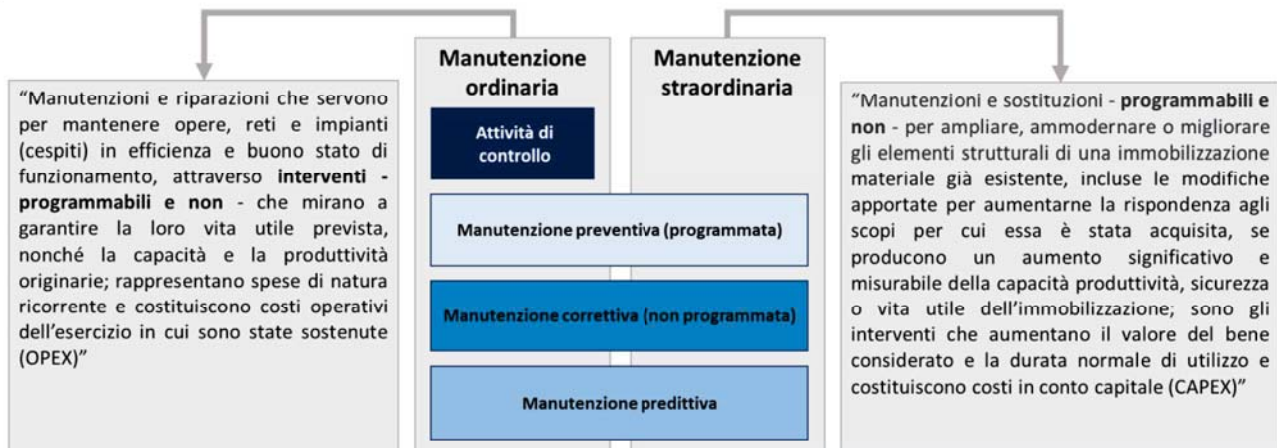 Manutenzione
ordinaria
Manutenzione
straordinaria
“Manutenzioni e riparazioni che servono
per mantenere opere, reti e impianti
(cespiti) in efficienza e buono stato di
funzionamento, attraverso interventi -
programmabili e non - che mirano a
garantire la loro vita utile prevista,
nonché la capacità e la produttività
originarie; rappresentano spese di natura
ricorrente e costituiscono costi operativi
dell’esercizio in cui sono state sostenute
(OPEX)”
Attività di
controllo
Manutenzione preventiva (programmata)
Manutenzione correttiva (non programmata)
Manutenzione predittiva
“Manutenzioni e sostituzioni - programmabili e
non - per ampliare, ammodernare o migliorare
gli elementi strutturali di una immobilizzazione
materiale già esistente, incluse le modifiche
apportate per aumentarne la rispondenza agli
scopi per cui essa è stata acquisita, se
producono un aumento significativo e
misurabile della capacità produttività, sicurezza
o vita utile dell’immobilizzazione; sono gli
interventi che aumentano il valore del bene
considerato e la durata normale di utilizzo e
costituiscono costi in conto capitale (CAPEX)”